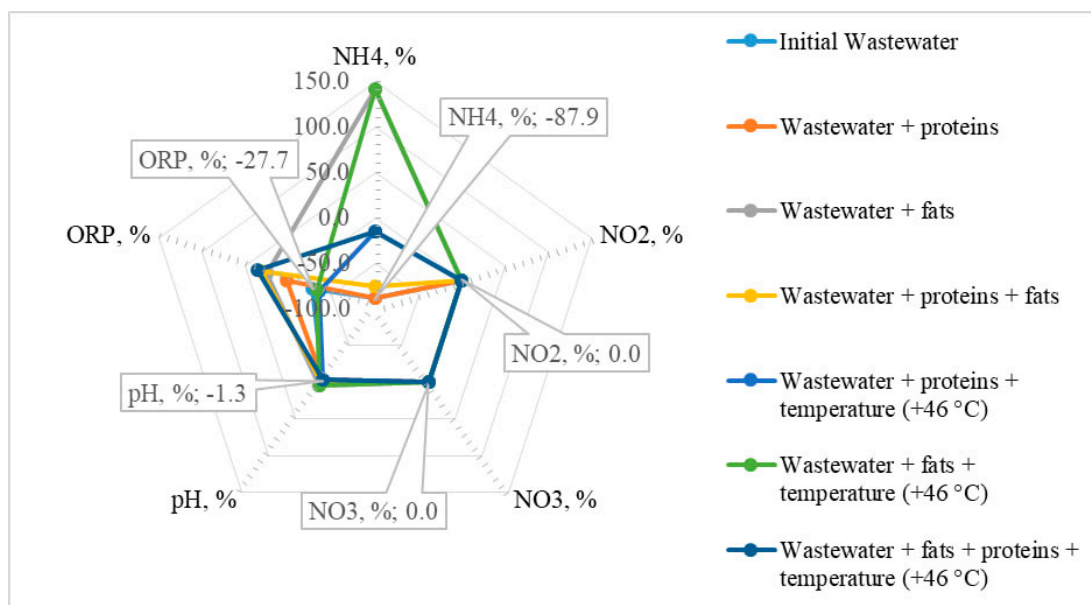 NH4, %
150.0
100.0
50.0
0.0
-50.0
-100.0
NH4, %; -87.9
ORP, %; -27.7
ORP, %
NO2, %
NO2, %; 0.0
pH, %; -1.3
pH, %
NO3, %; 0.0
NO3, %
Initial Wastewater
Wastewater + proteins
Wastewater + fats
Wastewater + proteins + fats
Wastewater + proteins +
temperature (+46 °C)
Wastewater + fats +
temperature (+46 °C)
Wastewater + fats + proteins +
temperature (+46 °C)